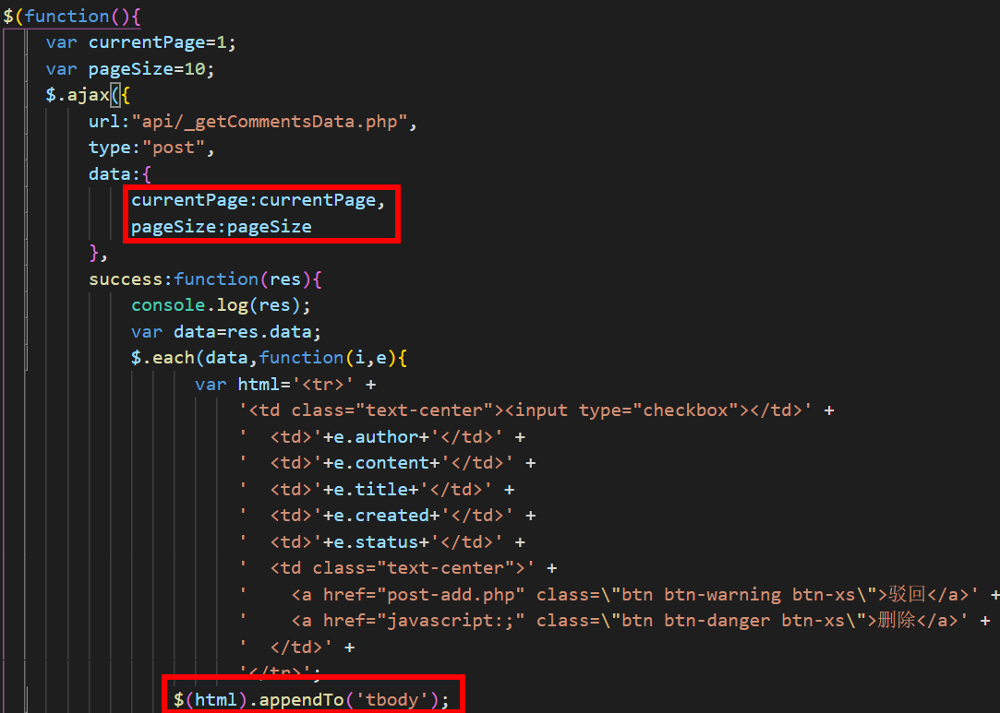 $(function(){
var currentPage=1;
var pageSize=10;
$.ajax({
url:"api/_getCommentsData.php",
type:"post",
data:{
currentPage:currentPage,
pageSize:pageSize
},
success:function(res){
console.log(res);
var data=res.data;
$.each(data,function(i,e){
var html='<tr>' +
'<td class="text-center"><input type="checkbox"></td>' +
'  <td>'+e.author+'</td>' +
'  <td>'+e.content+'</td>' +
'  <td>'+e.title+'</td>' +
'  <td>'+e.created+'</td>' +
'  <td>'+e.status+'</td>' +
'  <td class="text-center">' +
'    <a href="post-add.php" class=\"btn btn-warning btn-xs\">驳回</a>' +
'    <a href="javascript:;" class=\"btn btn-danger btn-xs\">删除</a>' +
'  </td>' +
'</tr>';
$(html).appendTo('tbody');